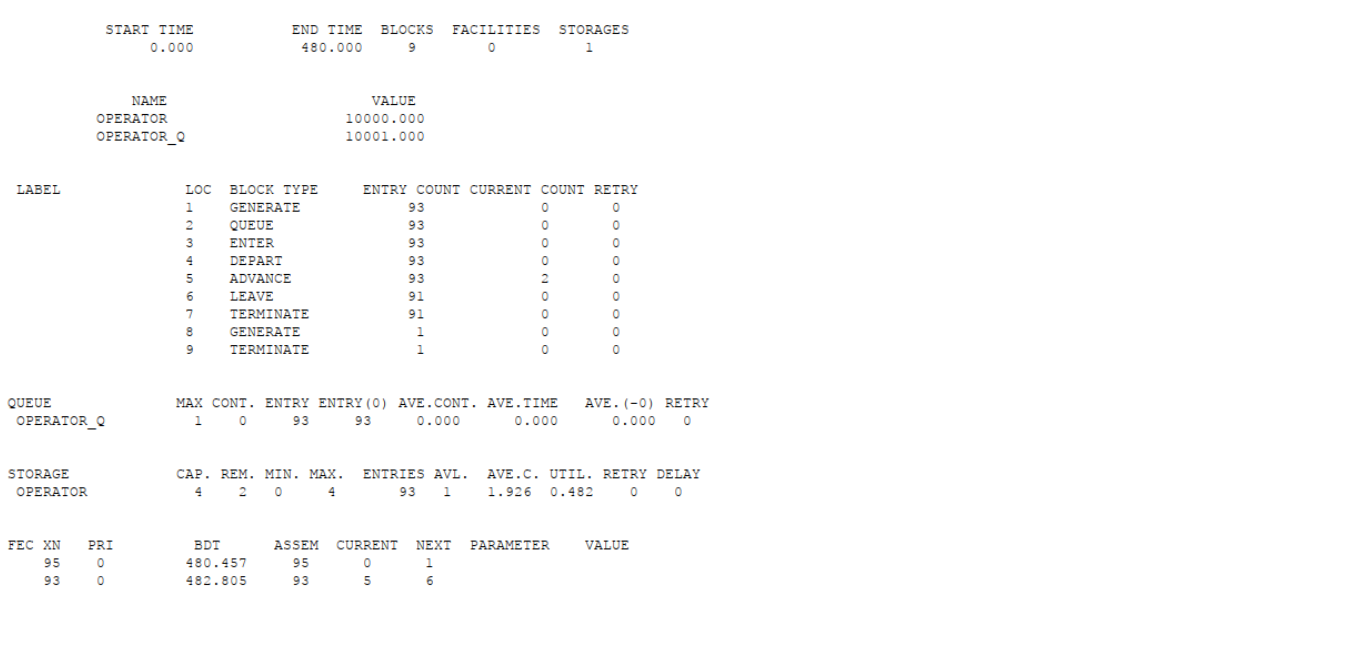 START TIME END TIME BLOCKS FACILITIES STORAGES
0.000 480.000 9 0 1
NAME VALUE
OPERATOR 10000.000
OPERATOR_Q 10001.000
LABEL LOC BLOCK TYPE ENTRY COUNT CURRENT COUNT RETRY
1 GENERATE 93 0 0
2 QUEUE 93 0 0
3 ENTER 93 0 0
4 DEPART 93 0 0
5 ADVANCE 93 2 0
6 LEAVE 91 0 0
7 TERMINATE 91 0 0
8 GENERATE 1 0 0
9 TERMINATE 1 0 0
QUEUE MAX CONT. ENTRY ENTRY(0) AVE.CONT. AVE.TIME AVE.(-0) RETRY
OPERATOR_Q 1 0 93 93 0.000 0.000 0.000 0
STORAGE CAP. REM. MIN. MAX. ENTRIES AVL. AVE.C. UTIL. RETRY DELAY
OPERATOR 4 2 0 4 93 1 1.926 0.482 0 0
FEC XN PRI BDT ASSEM CURRENT NEXT PARAMETER VALUE
95 0 480.457 95 0 1
93 0 482.805 93 5 6